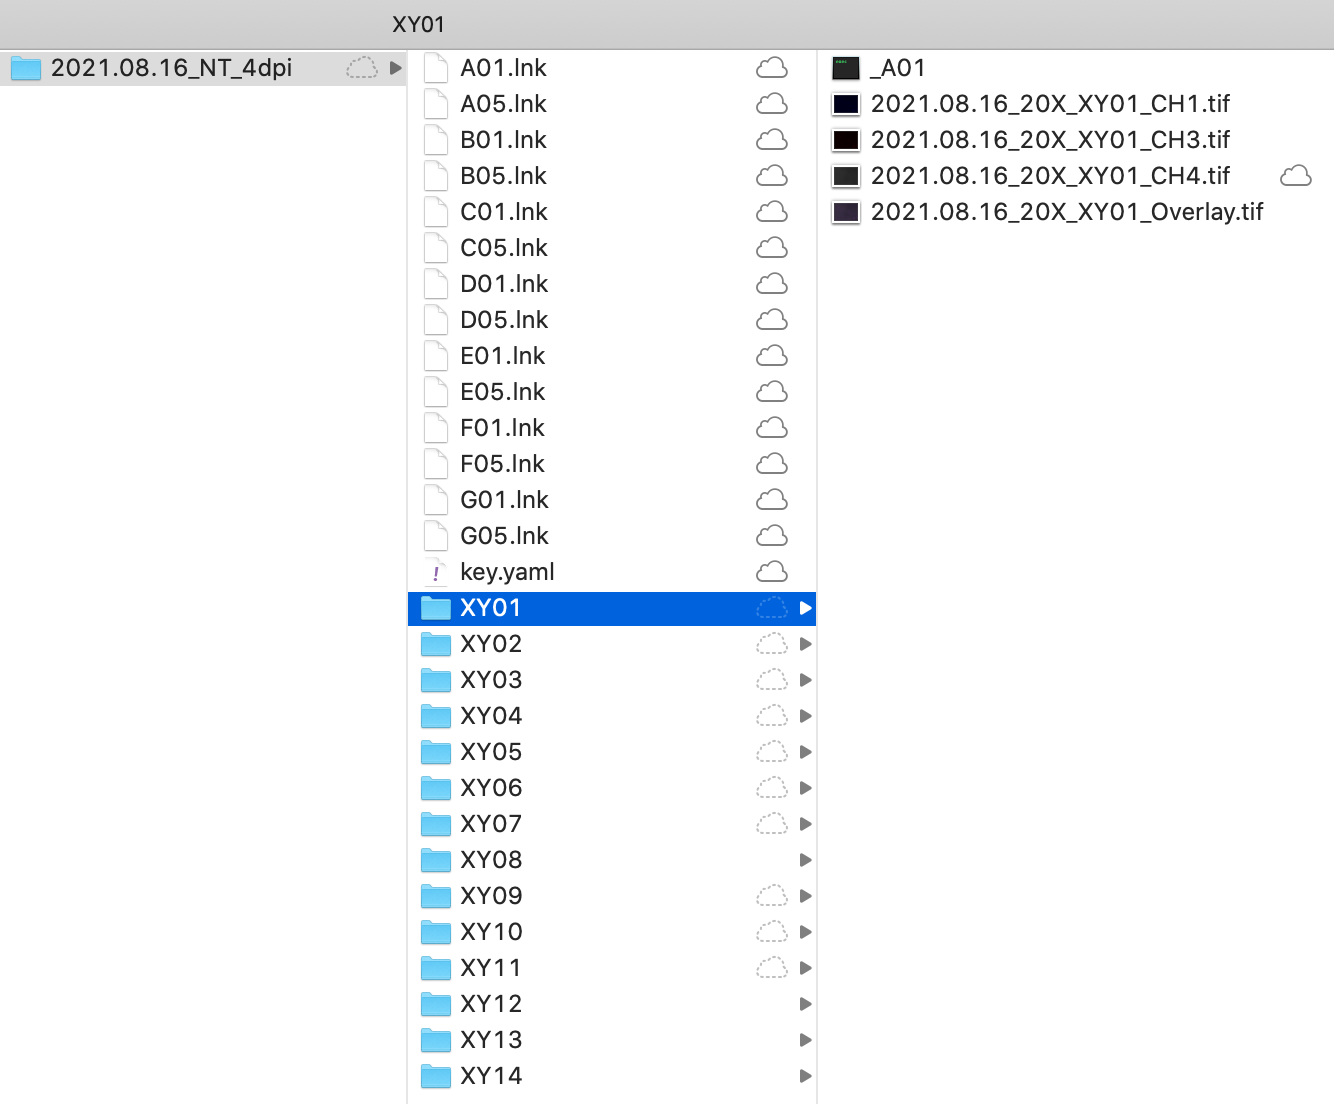 XY01
2021.08.16_NT_4dpi
A01.lnk
A05.lnk
B01.lnk
B05.lnk
C01.lnk
C05.lnk
D01.lnk
D05.lnk
E01.lnk
E05.lnk
F01.lnk
F05.lnk
G01.lnk
G05.lnk
key.yaml
XY01
XY02
XY03
XY04
XY05
XY06
XY07
XY08
XY09
XY10
XY11
XY12
XY13
XY14
_A01
2021.08.16_20X_XY01_CH1.tif
2021.08.16_20X_XY01_CH3.tif
2021.08.16_20X_XY01_CH4.tif
2021.08.16_20X_XY01_Overlay.tif